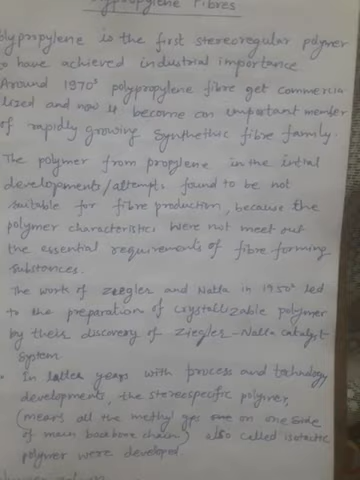 Polypropylene Fibres
olypropylene is the first stereoregular polymer
to have achieved industrial importance.
Around 1970s polypropylene fibre get commercia
lized and now it become an important member
of rapidly growing synthethic fibre family.
The polymer from propylene in the intial
developments/attempts found to be not
suitable for fibre production, because the
polymer characteristics were not meet out
the essential requirements of fibre forming
substances.
The work of Ziegler and Natta in 1950s led
to the preparation of crystallizable polymer
by their discovery of Ziegler-Natta catalyst
system
In latter years with process and technology
developments, the stereospecific polymer,
(means all the methyl gps on one side
of main backbone chain) also called isotactic
polymer were developed